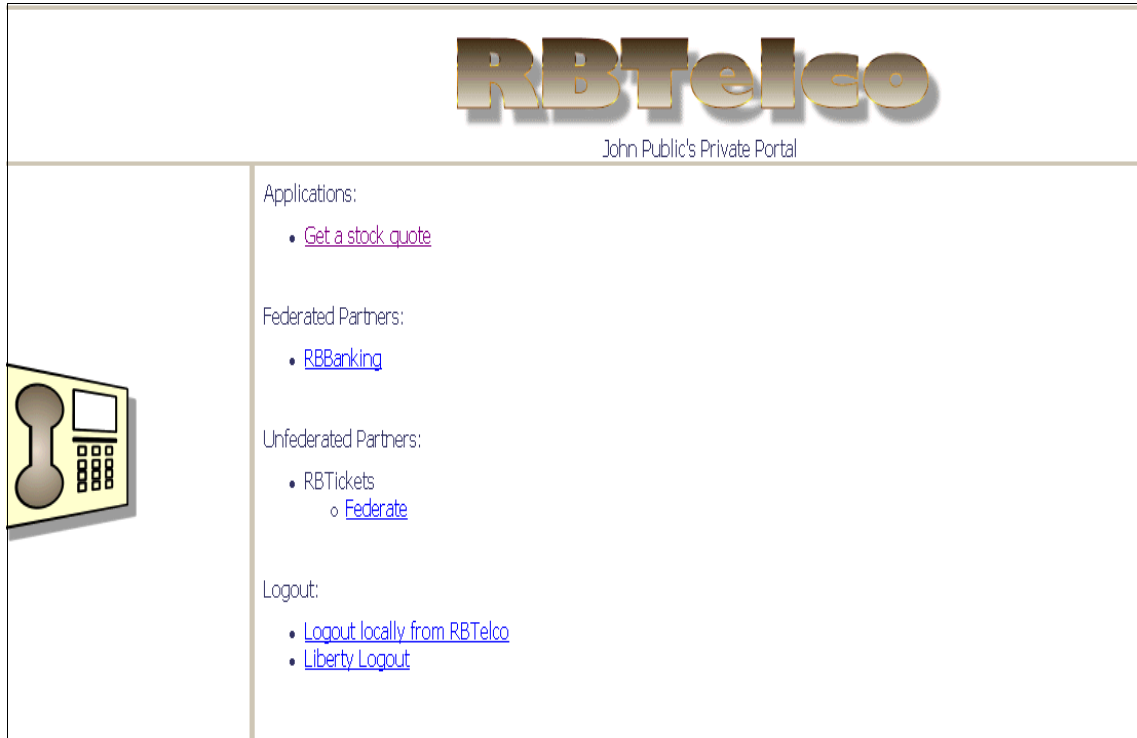 RBTelco
John Public's Private Portal
Applications:
Get a stock quote
Federated Partners:
RBBanking
Unfederated Partners:
RBTickets
Federate
Logout:
Logout locally from RBTelco
Liberty Logout